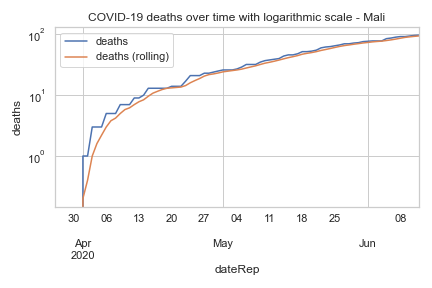 COVID-19 deaths over time with logarithmic scale - Mali
deaths
deaths (rolling)
10²
10¹
10⁰
deaths
30 06 13 20 27 04 11 18 25 08
Apr May Jun
2020
dateRep